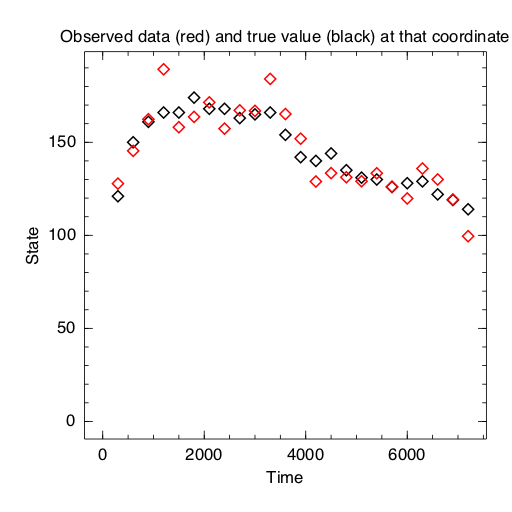 Observed data (red) and true value (black) at that coordinate
150
100
50
0
State
0 2000 4000 6000
Time